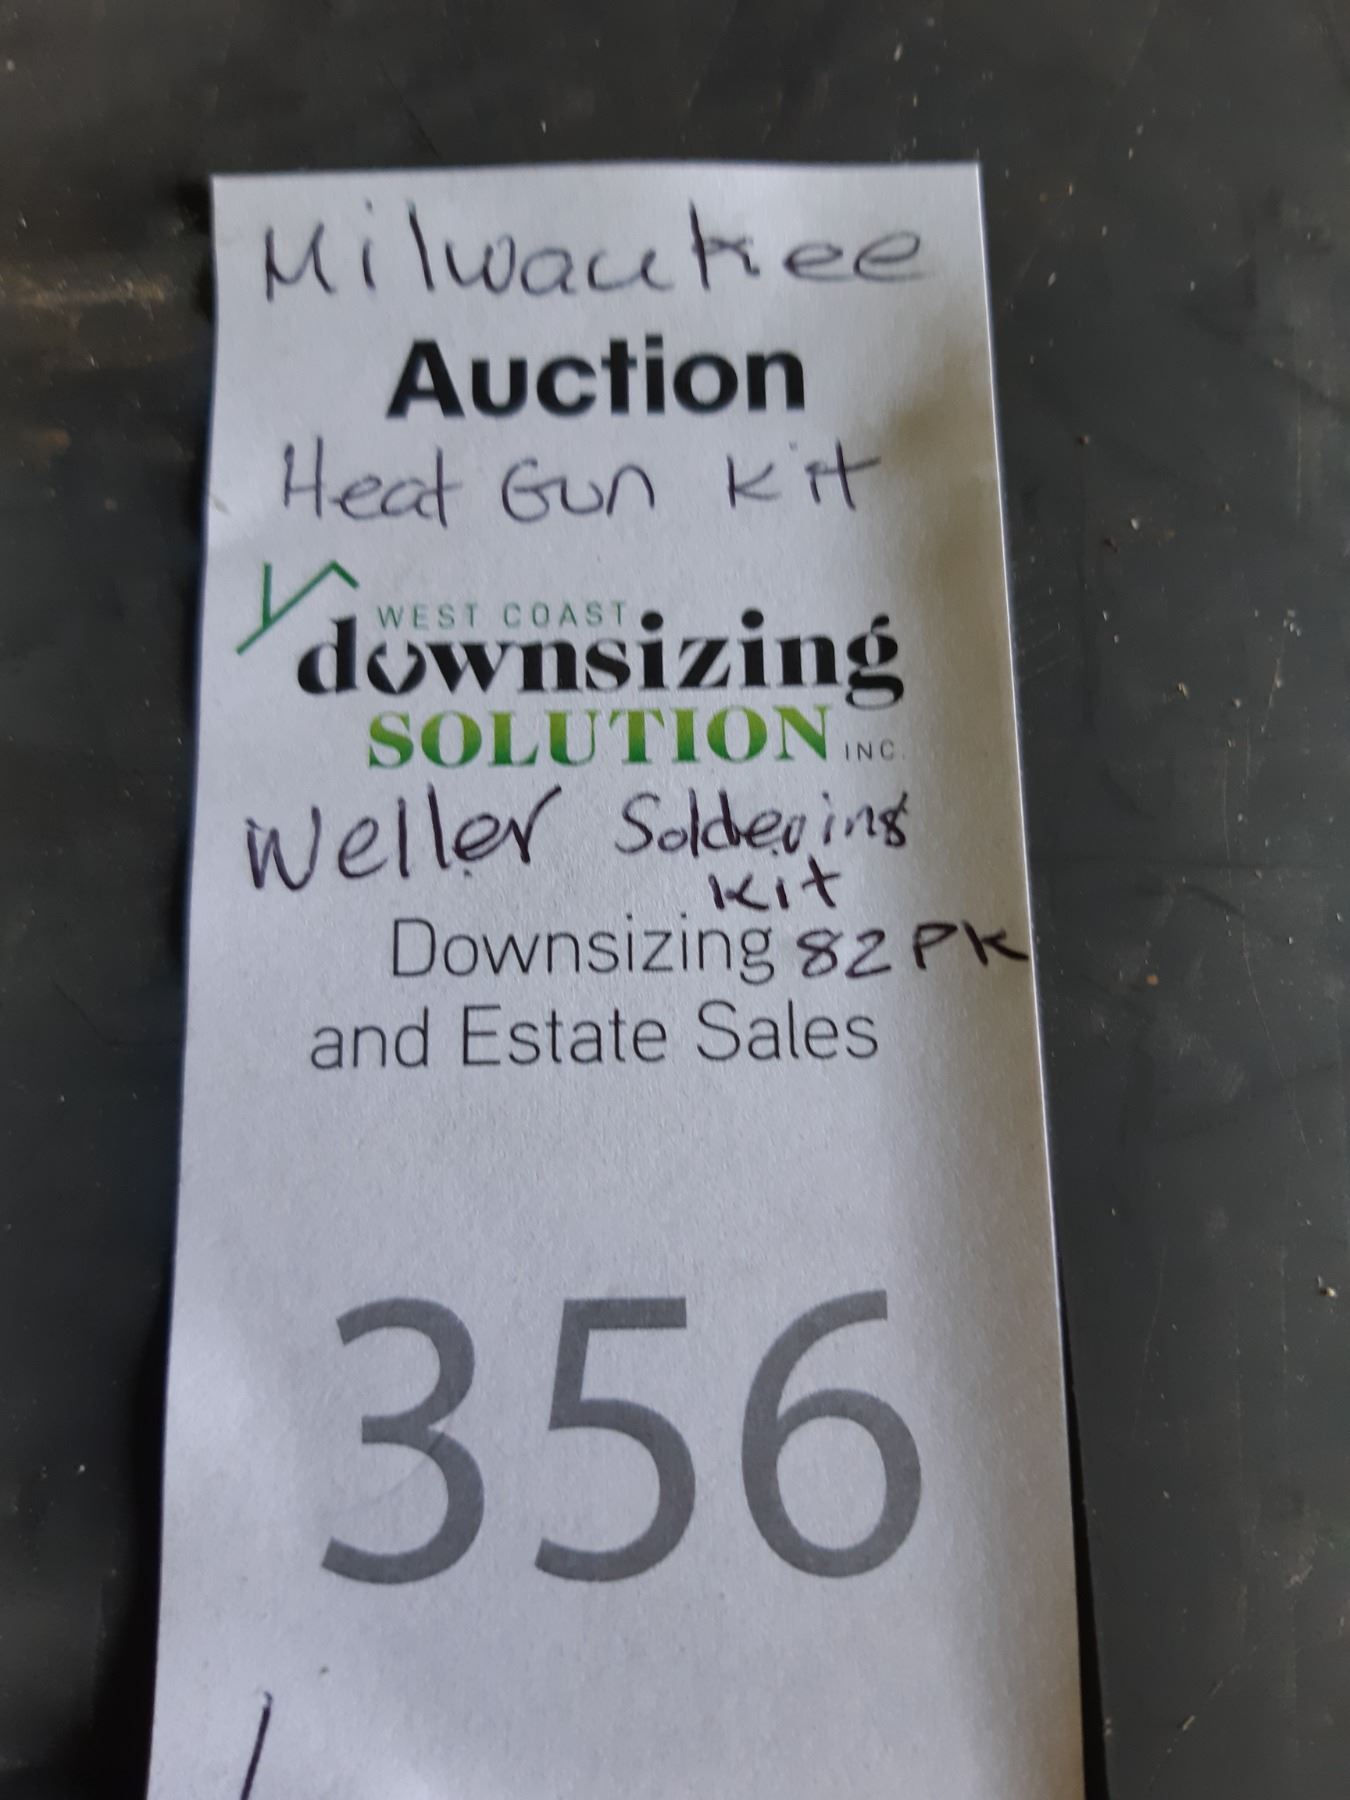 Milwaukee
Auction
Heat Gun Kit
WEST COAST
downsizing
SOLUTION INC.
Weller Soldering
Kit
Downsizing 82 PK
and Estate Sales
356